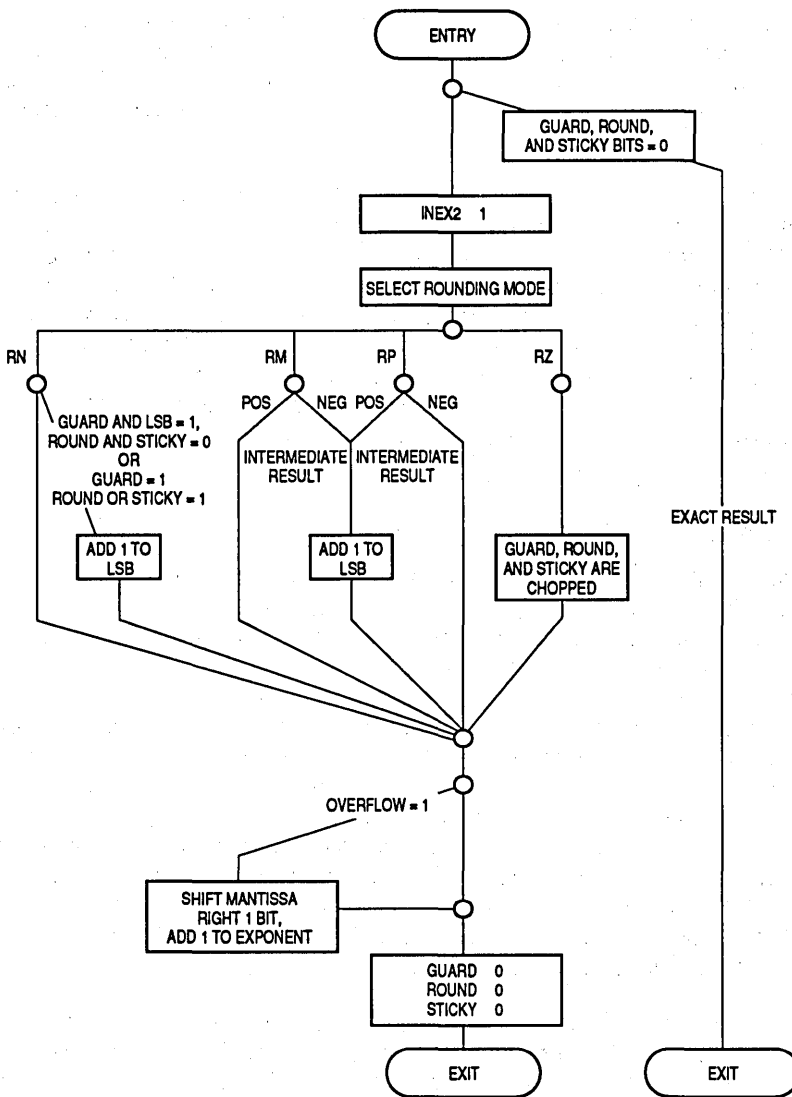 ENTRY
GUARD, ROUND,
AND STICKY BITS = 0
INEX2 1
SELECT ROUNDING MODE
RN
RM
RP
RZ
POS
NEG
POS
NEG
GUARD AND LSB = 1,
ROUND AND STICKY = 0
OR
GUARD = 1
ROUND OR STICKY = 1
INTERMEDIATE
RESULT
INTERMEDIATE
RESULT
EXACT RESULT
ADD 1 TO
LSB
ADD 1 TO
LSB
GUARD, ROUND,
AND STICKY ARE
CHOPPED
OVERFLOW = 1
SHIFT MANTISSA
RIGHT 1 BIT,
ADD 1 TO EXPONENT
GUARD 0
ROUND 0
STICKY 0
EXIT
EXIT